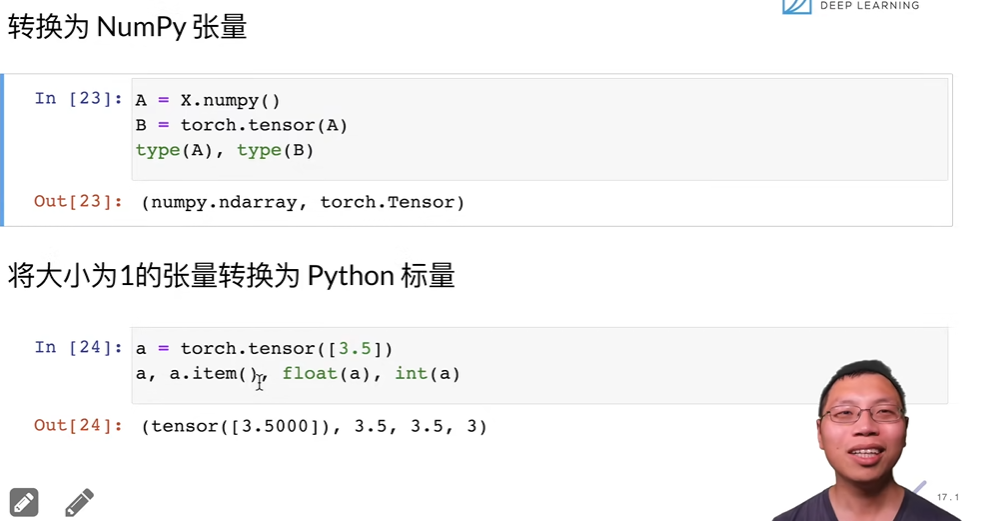 DEEP LEARNING
转换为 NumPy 张量
In [23]: A = X.numpy()
B = torch.tensor(A)
type(A), type(B)
Out[23]: (numpy.ndarray, torch.Tensor)
将大小为1的张量转换为 Python 标量
In [24]: a = torch.tensor([3.5])
a, a.item(), float(a), int(a)
Out[24]: (tensor([3.5000]), 3.5, 3.5, 3)
17.1